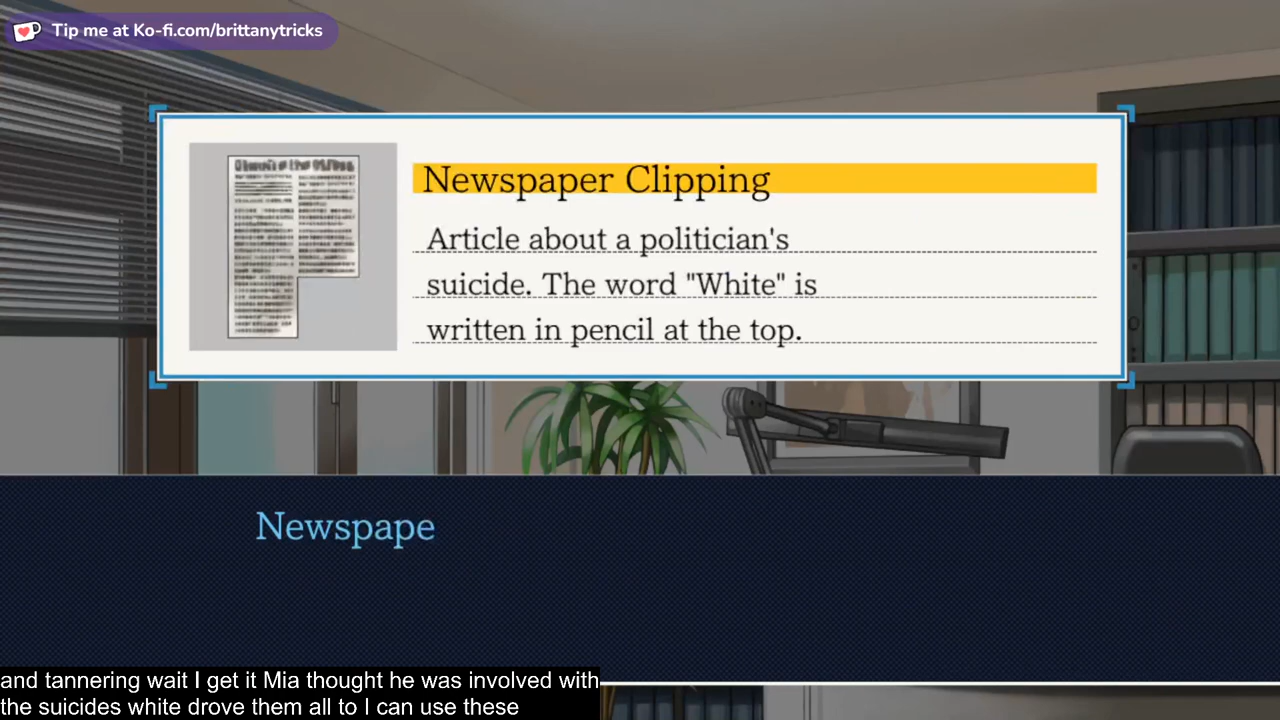 Tip me at Ko-fi.com/brittanytricks
Newspaper Clipping
Article about a politician's
suicide. The word "White" is
written in pencil at the top.
Newspape
and tannering wait I get it Mia thought he was involved with
the suicides white drove them all to I can use these